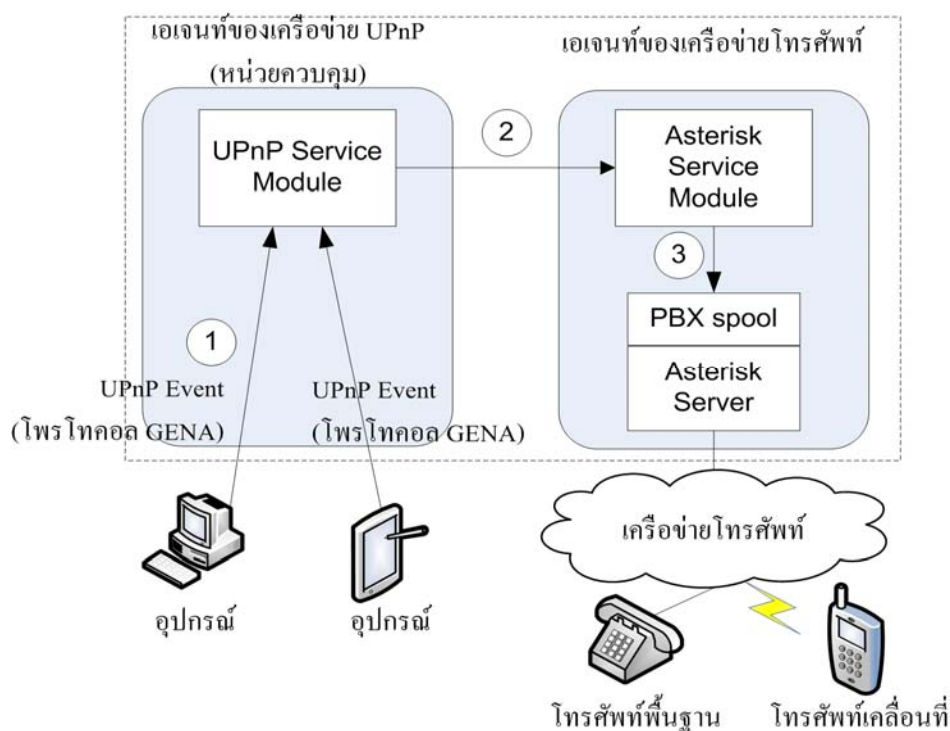 เอเจนท์ของเครือข่าย UPnP
(หน่วยควบคุม)
เอเจนท์ของเครือข่ายโทรศัพท์
UPnP Service
Module
2
Asterisk
Service
Module
3
PBX spool
Asterisk
Server
1
UPnP Event
(โพรโทคอล GENA)
UPnP Event
(โพรโทคอล GENA)
เครือข่ายโทรศัพท์
อุปกรณ์
อุปกรณ์
โทรศัพท์พื้นฐาน
โทรศัพท์เคลื่อนที่